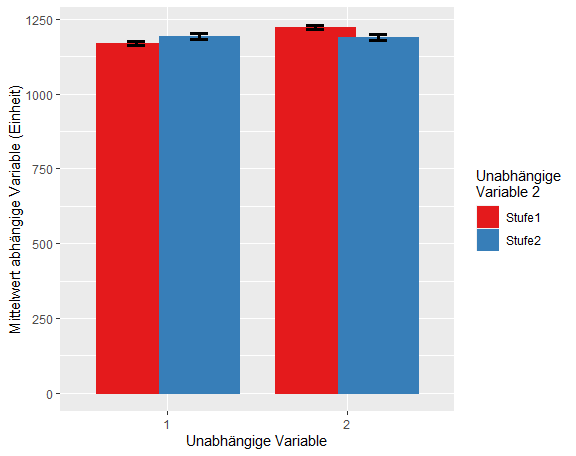 1250
1000
750
500
250
0
Mittelwert abhängige Variable (Einheit)
1
2
Unabhängige Variable
Unabhängige
Variable 2
Stufe1
Stufe2